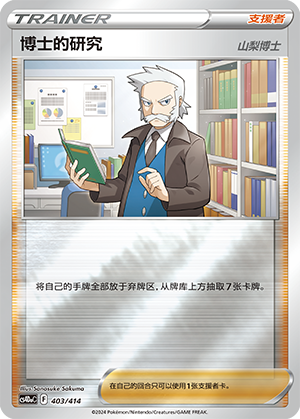 TRAINER 支援者
博士的研究 山梨博士
将自己的手牌全部放于弃牌区，从牌库上方抽取7张卡牌。
在自己的回合只可以使用1张支援者卡。
Illus. Sanosuke Sakuma
F 403/414
©2024 Pokémon/Nintendo/Creatures/GAME FREAK.